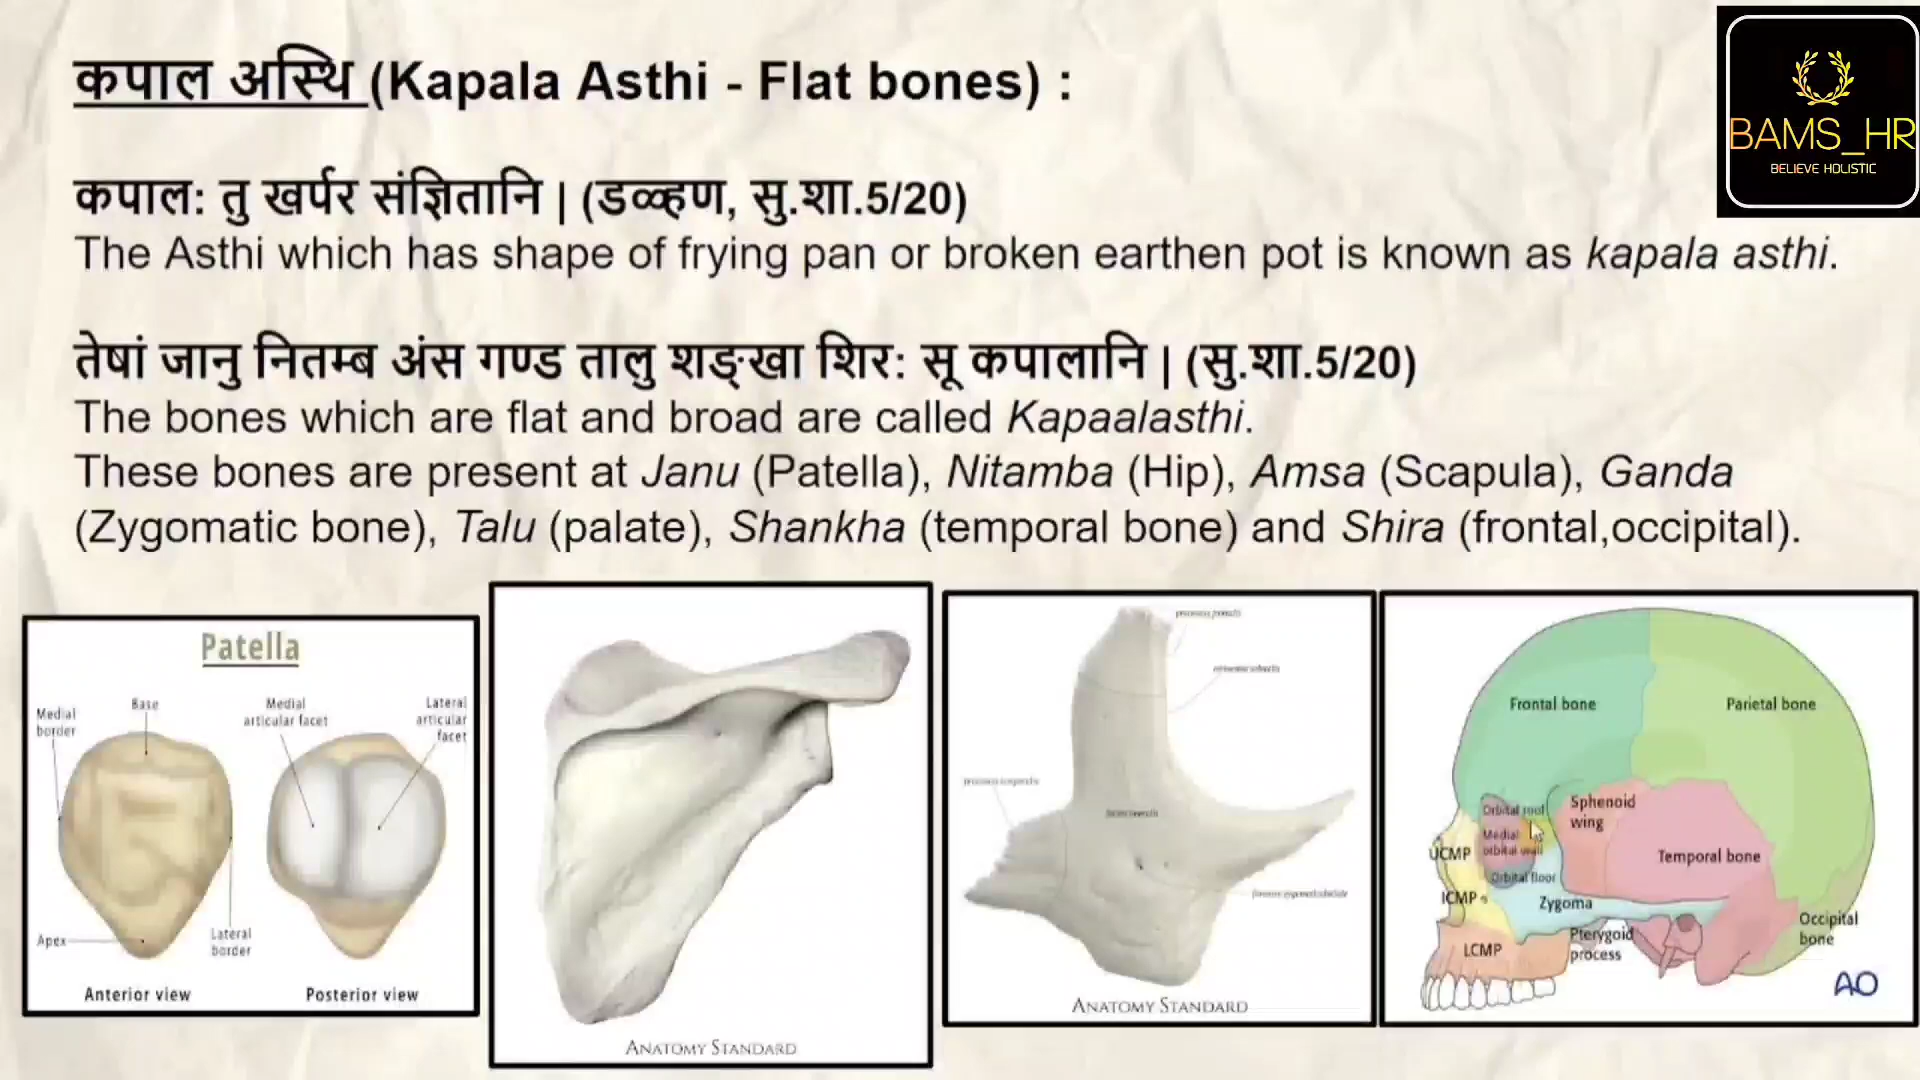 कपाल अस्थि (Kapala Asthi - Flat bones) :
BAMS_HR
BELIEVE HOLISTIC
कपाल: तु खर्पर संज्ञितानि | (डळ्हण, सु.शा.5/20)
The Asthi which has shape of frying pan or broken earthen pot is known as kapala asthi.
तेषां जानु नितम्ब अंस गण्ड तालु शङ्खा शिर: सू कपालानि | (सु.शा.5/20)
The bones which are flat and broad are called Kapaalasthi.
These bones are present at Janu (Patella), Nitamba (Hip), Amsa (Scapula), Ganda
(Zygomatic bone), Talu (palate), Shankha (temporal bone) and Shira (frontal,occipital).
Patella
Medial
border
Base
Medial
articular facet
Lateral
articular
facet
Apex
Lateral
border
Anterior view
Posterior view
ANATOMY STANDARD
ANATOMY STANDARD
Frontal bone
Parietal bone
Sphenoid
wing
Orbital roof
Medial
orbital wall
Orbital floor
UCMP
ICMP
LCMP
Zygoma
Temporal bone
Pterygoid
process
Occipital
bone
AO